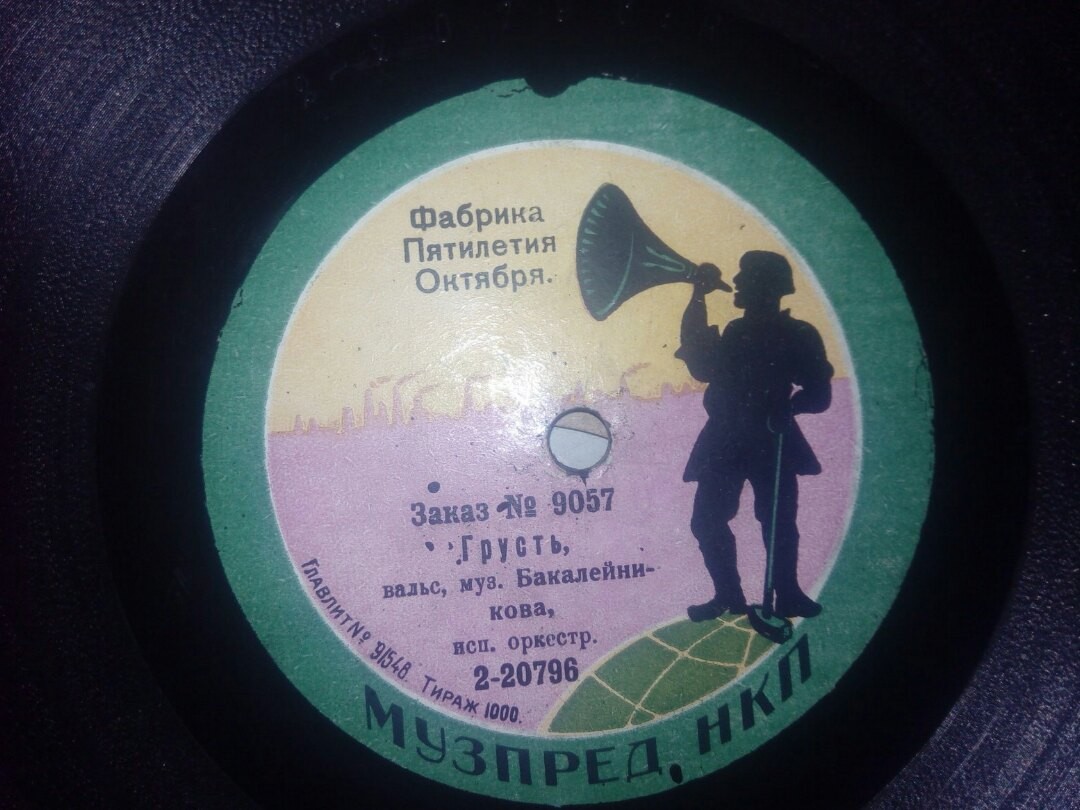 Фабрика
Пятилетия
Октября.
Заказ № 9057
Грусть,
вальс, муз. Бакалейни-
кова,
исп. оркестр.
2-20796
Главлит № 91548. Тираж 1000.
МУЗПРЕД, НКП